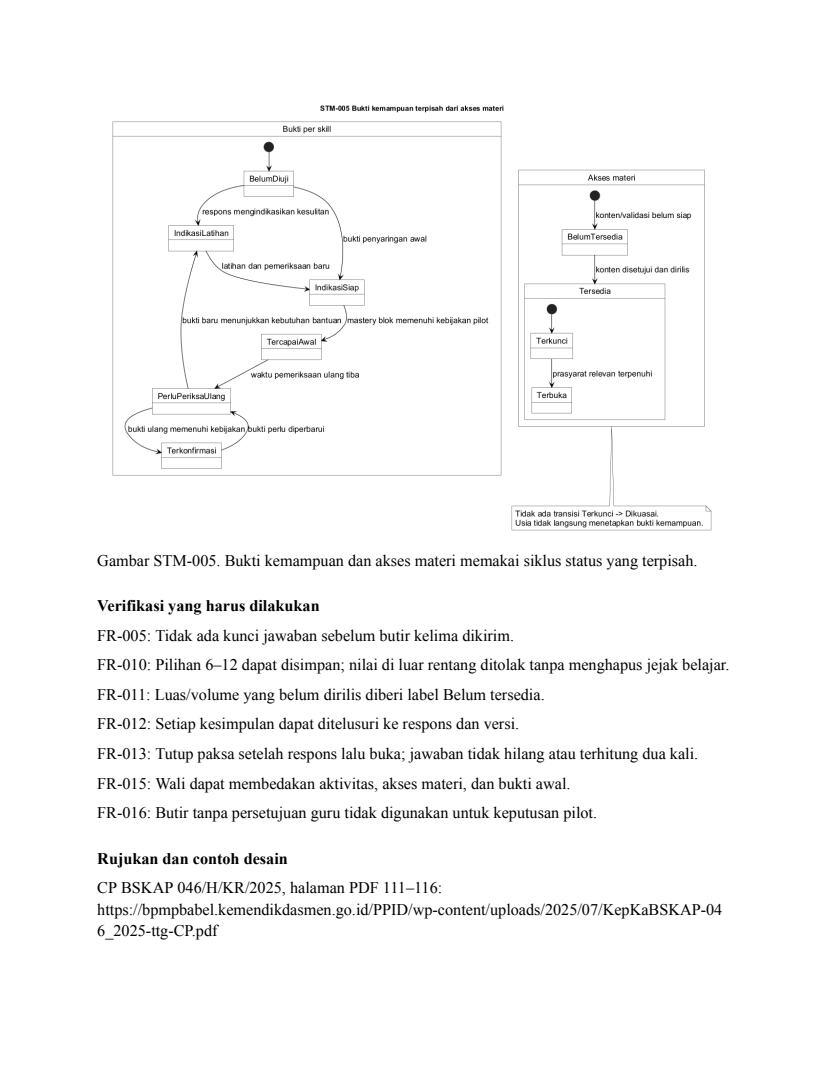 STM-005 Bukti kemampuan terpisah dari akses materi
Bukti per skill
BelumDiuji
respons mengindikasikan kesulitan
IndikasiLatihan
bukti penyaringan awal
latihan dan pemeriksaan baru
IndikasiSiap
bukti baru menunjukkan kebutuhan bantuan
mastery blok memenuhi kebijakan pilot
TercapaiAwal
waktu pemeriksaan ulang tiba
PerluPeriksaUlang
bukti ulang memenuhi kebijakan
bukti perlu diperbarui
Terkonfirmasi
Akses materi
konten/validasi belum siap
BelumTersedia
konten disetujui dan dirilis
Tersedia
Terkunci
prasyarat relevan terpenuhi
Terbuka
Tidak ada transisi Terkunci -> Dikuasai.
Usia tidak langsung menetapkan bukti kemampuan.
Gambar STM-005. Bukti kemampuan dan akses materi memakai siklus status yang terpisah.
Verifikasi yang harus dilakukan
FR-005: Tidak ada kunci jawaban sebelum butir kelima dikirim.
FR-010: Pilihan 6–12 dapat disimpan; nilai di luar rentang ditolak tanpa menghapus jejak belajar.
FR-011: Luas/volume yang belum dirilis diberi label Belum tersedia.
FR-012: Setiap kesimpulan dapat ditelusuri ke respons dan versi.
FR-013: Tutup paksa setelah respons lalu buka; jawaban tidak hilang atau terhitung dua kali.
FR-015: Wali dapat membedakan aktivitas, akses materi, dan bukti awal.
FR-016: Butir tanpa persetujuan guru tidak digunakan untuk keputusan pilot.
Rujukan dan contoh desain
CP BSKAP 046/H/KR/2025, halaman PDF 111–116:
https://bpmpbabel.kemendikdasmen.go.id/PPID/wp-content/uploads/2025/07/KepKaBSKAP-04
6_2025-ttg-CP.pdf